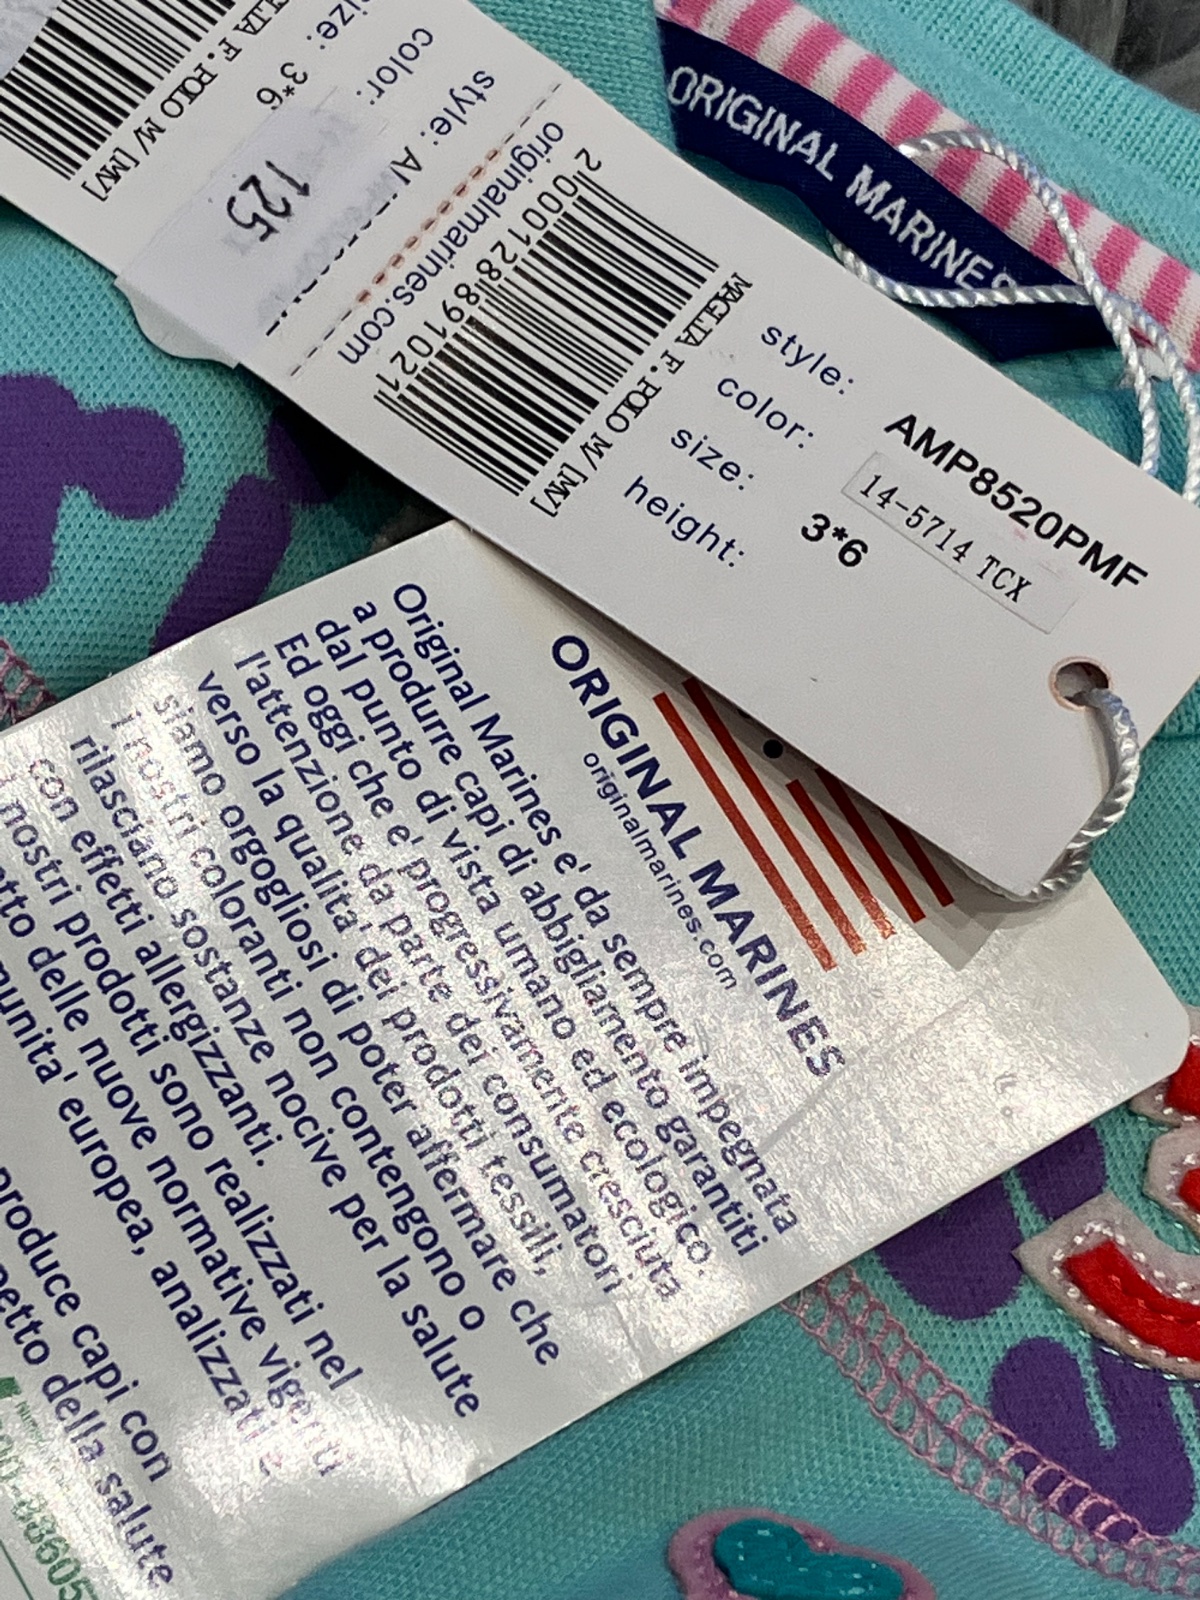 ORIGINAL MARINES
MAGLIA F. POLO M/ [MV]
size: 3*6
color:
style:
125
originalmarines.com
2000128891021
MAGLIA F. POLO M/ [MV]
style: AMP8520PMF
color: 14-5714 TCX
size: 3*6
height:
ORIGINAL MARINES
originalmarines.com
Original Marines e' da sempre impegnata
a produrre capi di abbigliamento garantiti
dal punto di vista umano ed ecologico.
Ed oggi che e' progressivamente cresciuta
l'attenzione da parte dei consumatori
verso la qualita' dei prodotti tessili,
siamo orgogliosi di poter affermare che
i nostri coloranti non contengono o
rilasciano sostanze nocive per la salute
con effetti allergizzanti.
nostri prodotti sono realizzati nel
delle nuove normative vigenti
europea, analizzati e
produce capi con
della salute